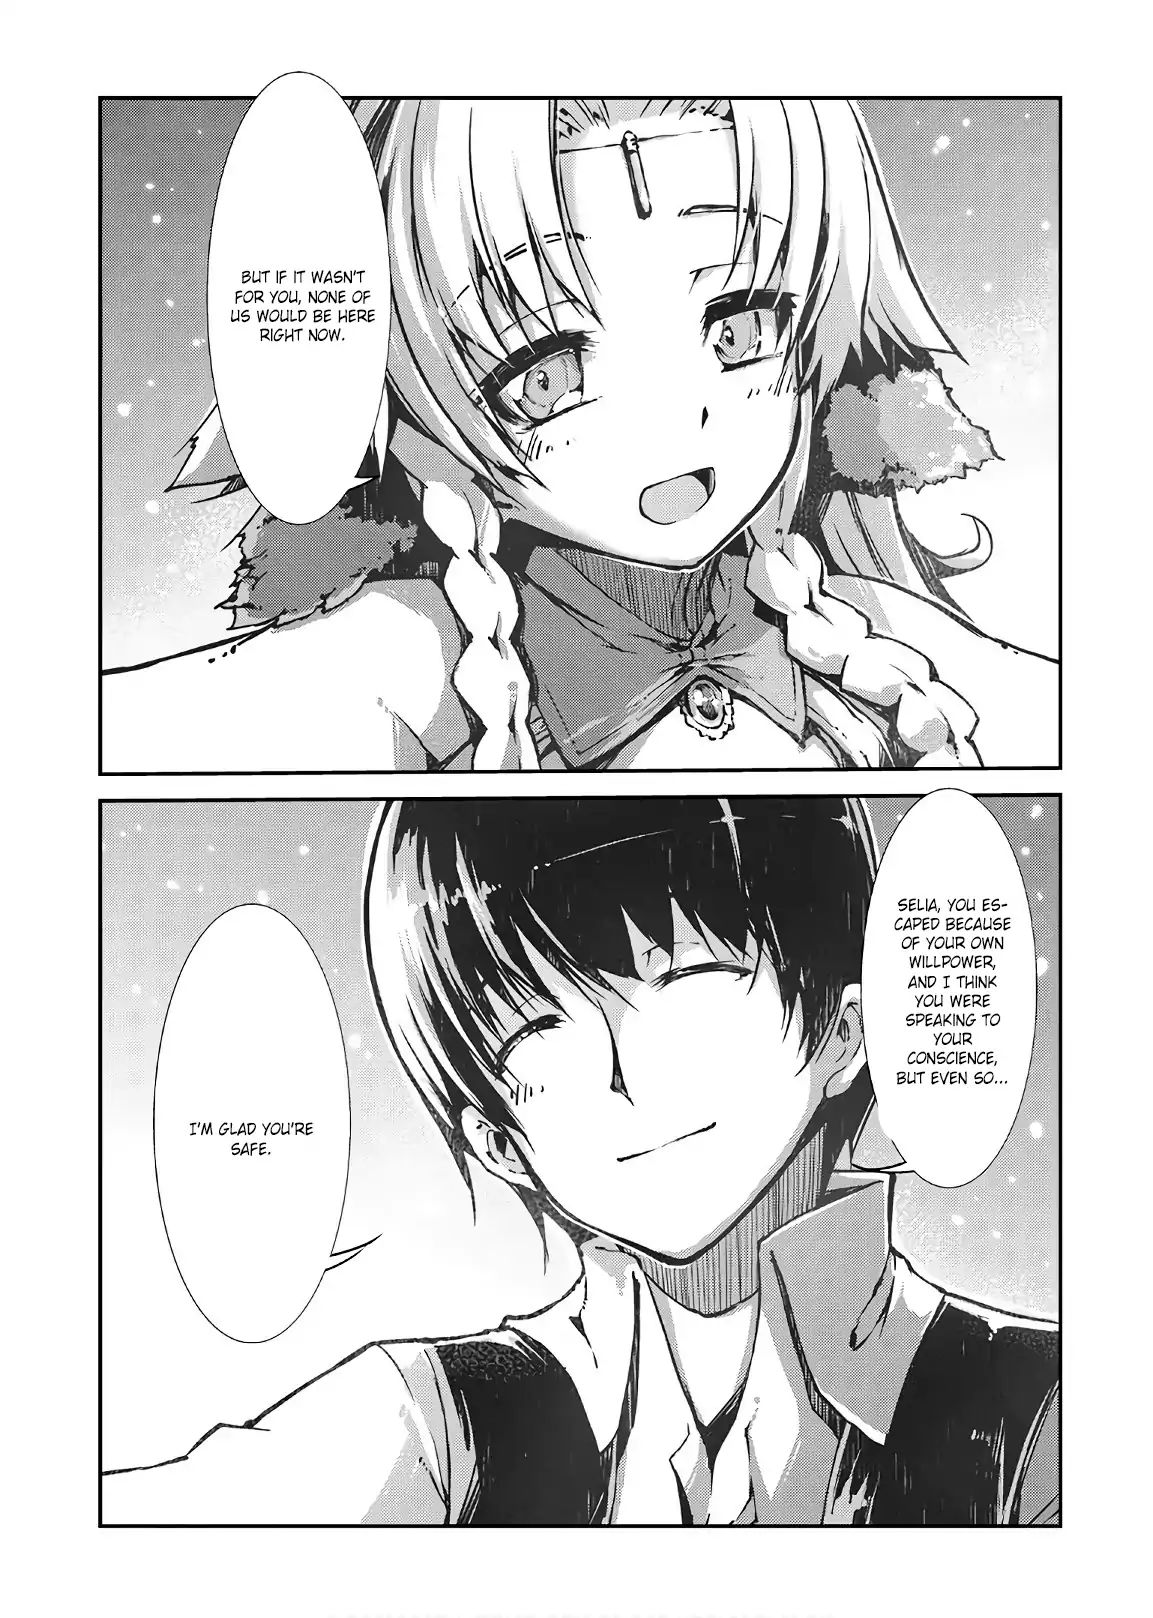 BUT IF IT WASN'T
FOR YOU, NONE OF
US WOULD BE HERE
RIGHT NOW.
SELIA, YOU ES-
CAPED BECAUSE
OF YOUR OWN
WILLPOWER,
AND I THINK
YOU WERE
SPEAKING TO
YOUR
CONSCIENCE,
BUT EVEN SO...
I'M GLAD YOU'RE
SAFE.